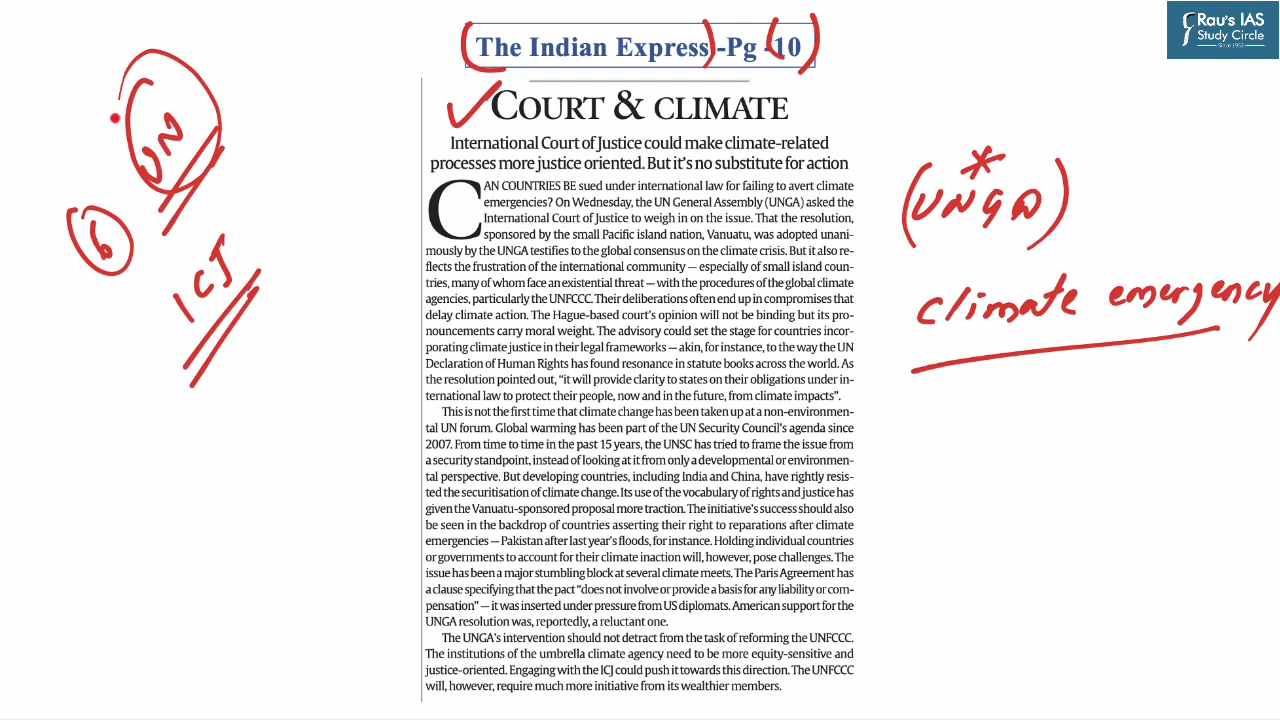 Rau's IAS
Study Circle
Since 1953
The Indian Express-Pg -10
COURT & CLIMATE
International Court of Justice could make climate-related
processes more justice oriented. But it's no substitute for action
CAN COUNTRIES BE sued under international law for failing to avert climate
emergencies? On Wednesday, the UN General Assembly (UNGA) asked the
International Court of Justice to weigh in on the issue. That the resolution,
sponsored by the small Pacific island nation, Vanuatu, was adopted unani-
mously by the UNGA testifies to the global consensus on the climate crisis. But it also re-
flects the frustration of the international community — especially of small island coun-
tries, many of whom face an existential threat — with the procedures of the global climate
agencies, particularly the UNFCCC. Their deliberations often end up in compromises that
delay climate action. The Hague-based court's opinion will not be binding but its pro-
nouncements carry moral weight. The advisory could set the stage for countries incor-
porating climate justice in their legal frameworks — akin, for instance, to the way the UN
Declaration of Human Rights has found resonance in statute books across the world. As
the resolution pointed out, "it will provide clarity to states on their obligations under in-
ternational law to protect their people, now and in the future, from climate impacts".
This is not the first time that climate change has been taken up at a non-environmen-
tal UN forum. Global warming has been part of the UN Security Council's agenda since
2007. From time to time in the past 15 years, the UNSC has tried to frame the issue from
a security standpoint, instead of looking at it from only a developmental or environmen-
tal perspective. But developing countries, including India and China, have rightly resis-
ted the securitisation of climate change. Its use of the vocabulary of rights and justice has
given the Vanuatu-sponsored proposal more traction. The initiative's success should also
be seen in the backdrop of countries asserting their right to reparations after climate
emergencies — Pakistan after last year's floods, for instance. Holding individual countries
or governments to account for their climate inaction will, however, pose challenges. The
issue has been a major stumbling block at several climate meets. The Paris Agreement has
a clause specifying that the pact "does not involve or provide a basis for any liability or com-
pensation" — it was inserted under pressure from US diplomats. American support for the
UNGA resolution was, reportedly, a reluctant one.
The UNGA's intervention should not detract from the task of reforming the UNFCCC.
The institutions of the umbrella climate agency need to be more equity-sensitive and
justice-oriented. Engaging with the ICJ could push it towards this direction. The UNFCCC
will, however, require much more initiative from its wealthier members.
UN
6
ICJ
(UNGA)
climate emergency